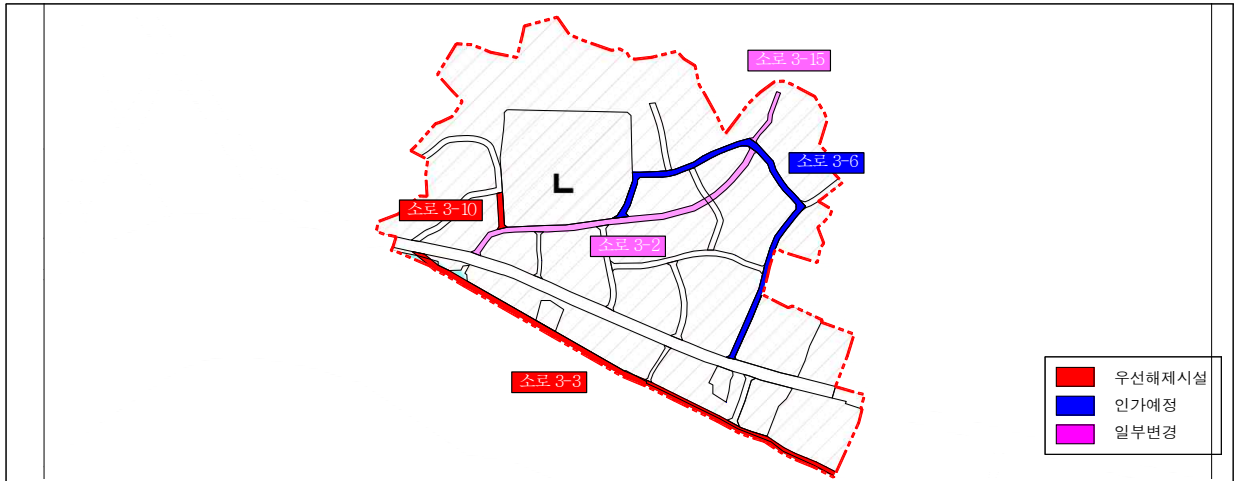 소로 3-15
소로 3-6
소로 3-10
소로 3-2
소로 3-3
우선해제시설
인가예정
일부변경